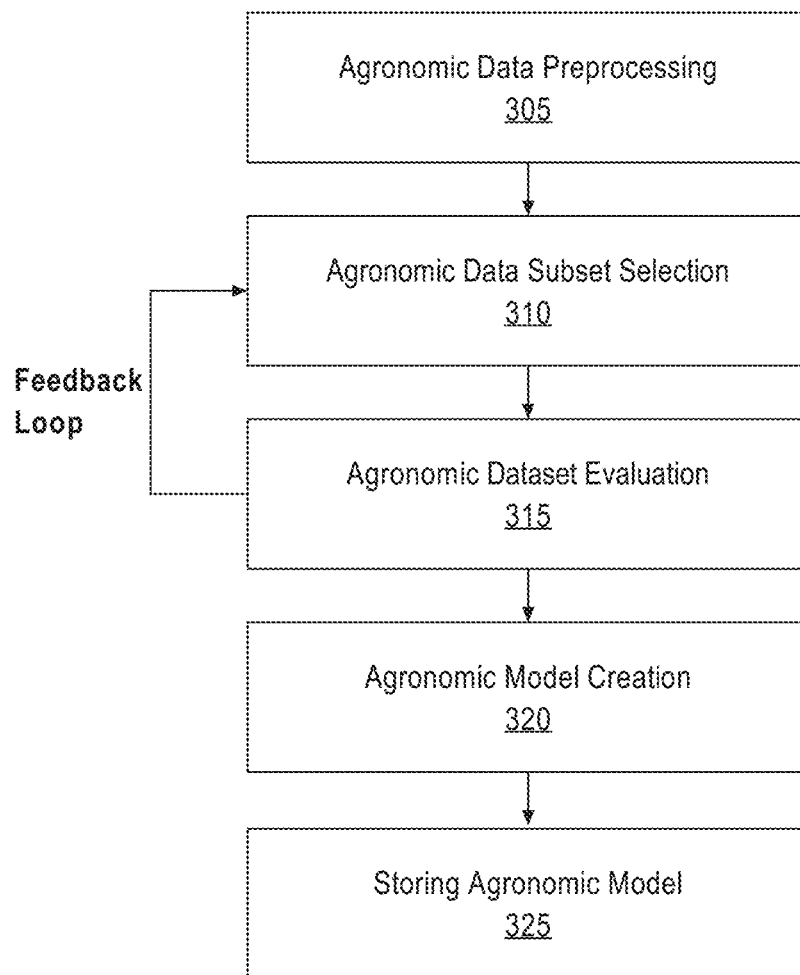 Agronomic Data Preprocessing
305
Agronomic Data Subset Selection
310
Feedback
Loop
Agronomic Dataset Evaluation
315
Agronomic Model Creation
320
Storing Agronomic Model
325